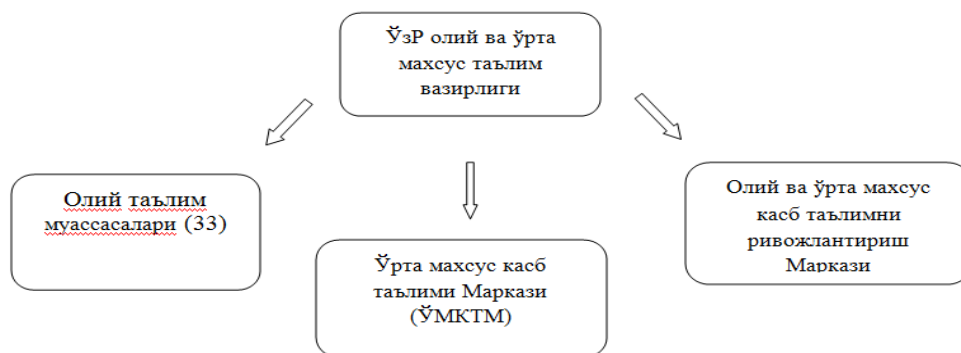 ЎзР олий ва ўрта
махсус таълим
вазирлиги
Олий таълим
муассасалари (33)
Ўрта махсус касб
таълими Маркази
(ЎМКТМ)
Олий ва ўрта махсус
касб таълимни
ривожлантириш
Маркази